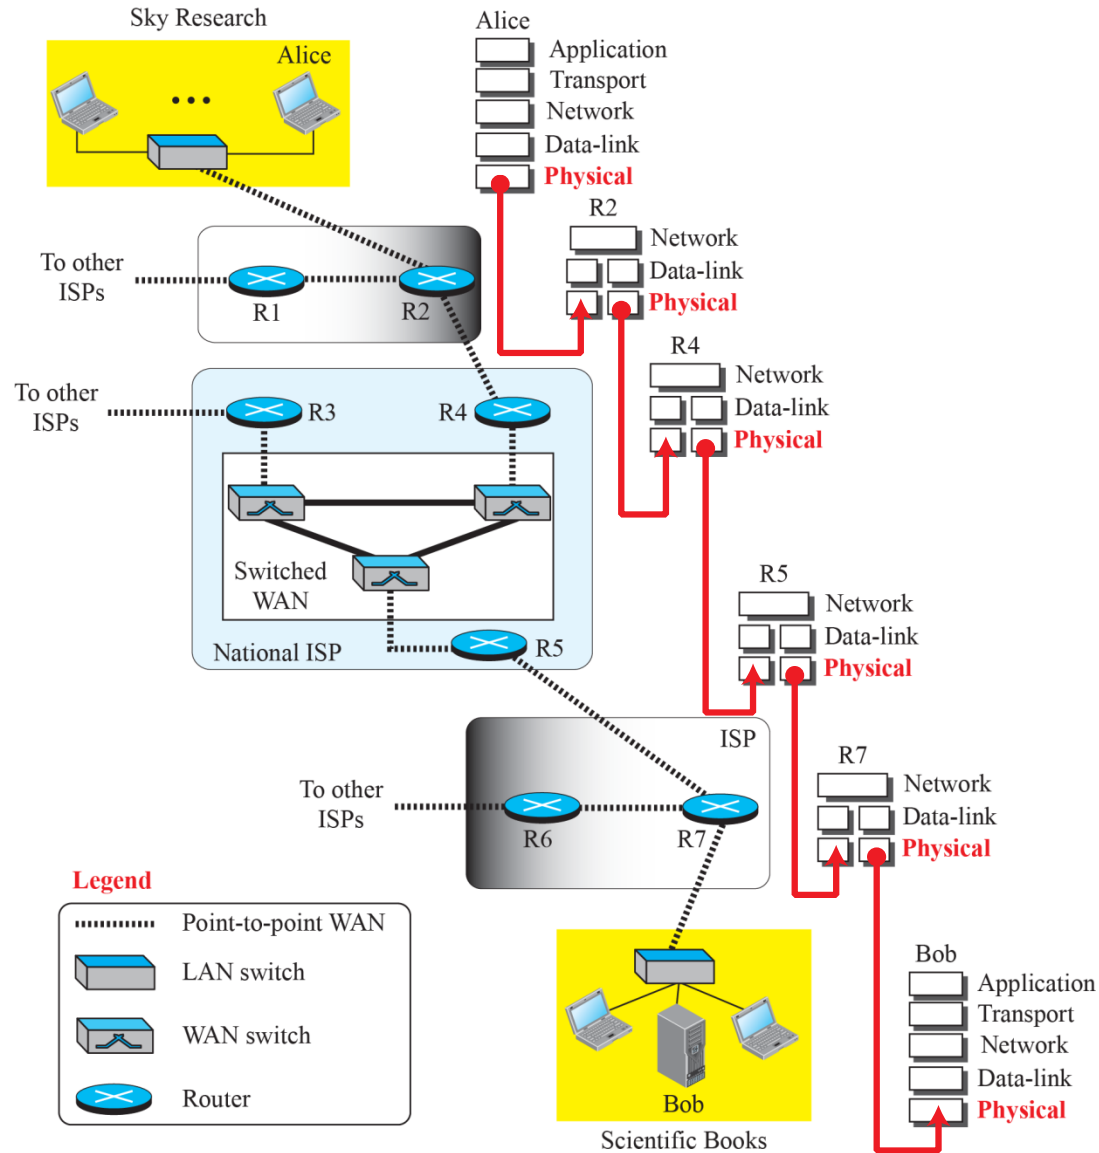 Sky Research
Alice
Alice
Application
Transport
Network
Data-link
Physical
R2
Network
Data-link
Physical
To other
ISPs
R1
R2
R4
Network
Data-link
Physical
To other
ISPs
R3
R4
Switched
WAN
National ISP
R5
R5
Network
Data-link
Physical
ISP
To other
ISPs
R6
R7
R7
Network
Data-link
Physical
Legend
Point-to-point WAN
LAN switch
WAN switch
Router
Bob
Scientific Books
Bob
Application
Transport
Network
Data-link
Physical